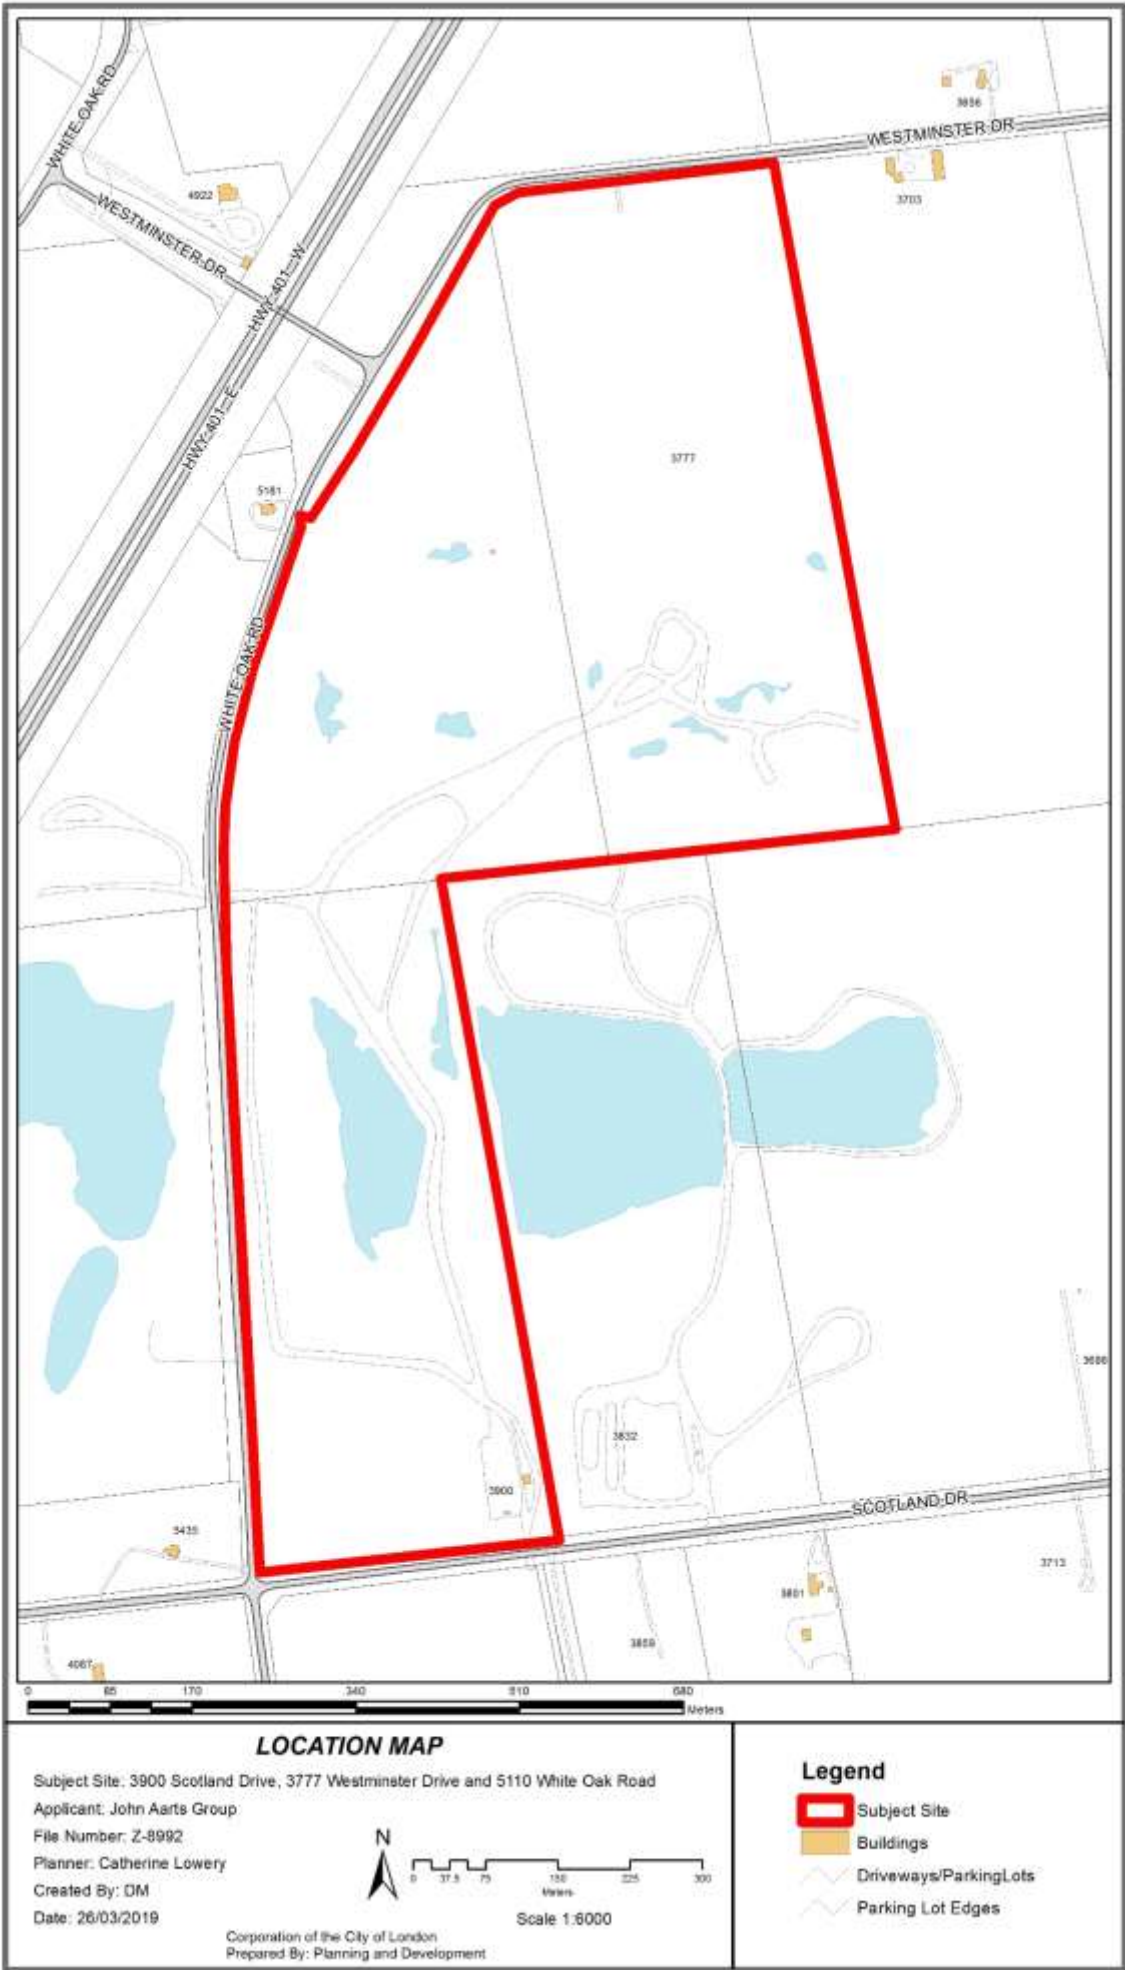 WHITE OAK RD
3656
WESTMINSTER DR
4922
3703
WESTMINSTER DR
HWY 401 W
HWY 401 E
3777
5161
WHITE OAK RD
3632
3900
SCOTLAND DR
3713
3801
3859
4067
0 85 170 340 510 680
Meters
LOCATION MAP
Subject Site: 3900 Scotland Drive, 3777 Westminster Drive and 5110 White Oak Road
Applicant: John Aarts Group
File Number: Z-8992
Planner: Catherine Lowery
Created By: DM
Date: 26/03/2019
N
0 37.5 75 150 225 300
Meters
Scale 1:6000
Corporation of the City of London
Prepared By: Planning and Development
Legend
Subject Site
Buildings
Driveways/ParkingLots
Parking Lot Edges